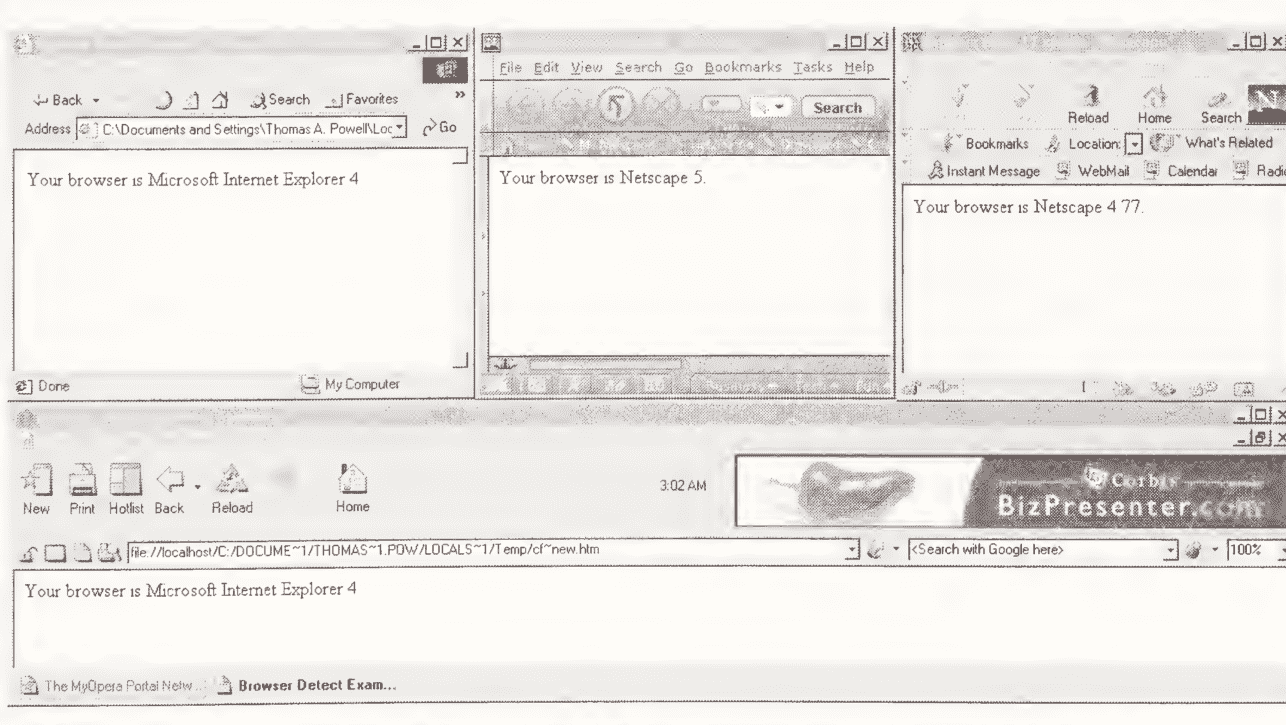 Back Search Favorites »
Address C:\Documents and Settings\Thomas A. Powell\Loc Go
Your browser is Microsoft Internet Explorer 4
Done My Computer
File Edit View Search Go Bookmarks Tasks Help
Search
Your browser is Netscape 5.
Reload Home Search N
Bookmarks Location: What's Related
Instant Message WebMail Calendar Radio
Your browser is Netscape 4 77.
New Print Hotlist Back Reload Home 3:02 AM
Corbis
BizPresenter.com
file://localhost/C:/DOCUME~1/THOMAS~1.POW/LOCALS~1/Temp/cf~new.htm <Search with Google here> 100%
Your browser is Microsoft Internet Explorer 4
The MyOpera Portal Netw... Browser Detect Exam...